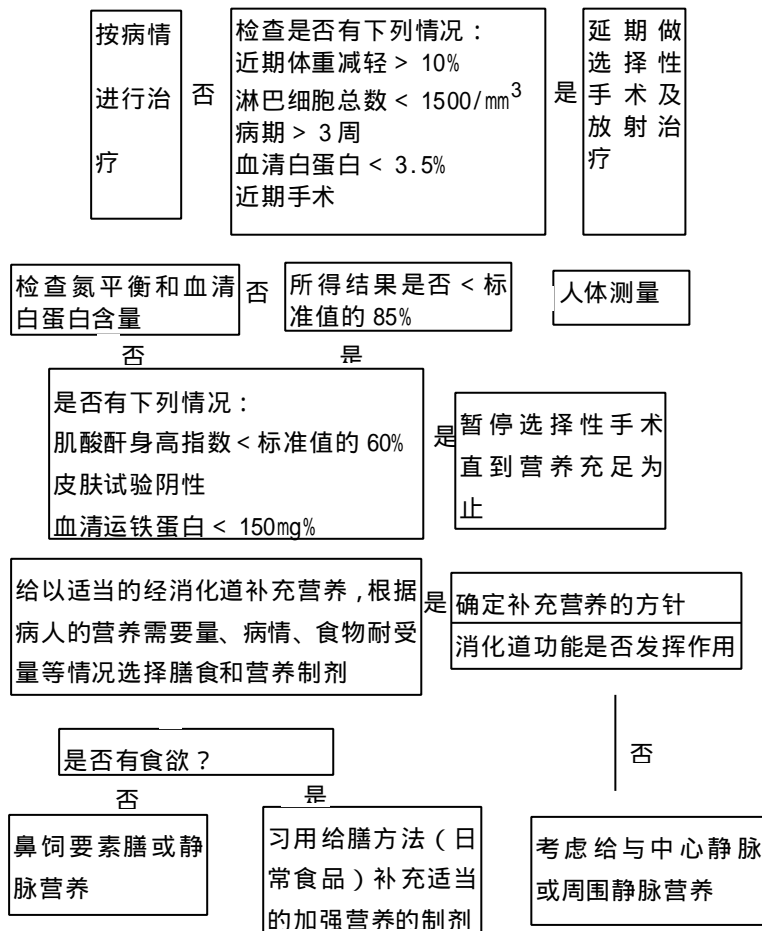 按病情
进行治
疗
否
检查是否有下列情况：
近期体重减轻 > 10%
淋巴细胞总数 < 1500/mm³
病期 > 3 周
血清白蛋白 < 3.5%
近期手术
是
延期做
选择性
手术及
放射治
疗
检查氮平衡和血清
白蛋白含量
否
所得结果是否 < 标
准值的 85%
人体测量
否
是
是否有下列情况：
肌酸酐身高指数 < 标准值的 60%
皮肤试验阴性
血清运铁蛋白 < 150mg%
是
暂停选择性手术
直到营养充足为
止
给以适当的经消化道补充营养，根据
病人的营养需要量、病情、食物耐受
量等情况选择膳食和营养制剂
是
确定补充营养的方针
消化道功能是否发挥作用
是否有食欲？
否
否
是
鼻饲要素膳或静
脉营养
习用给膳方法（日
常食品）补充适当
的加强营养的制剂
考虑给与中心静脉
或周围静脉营养